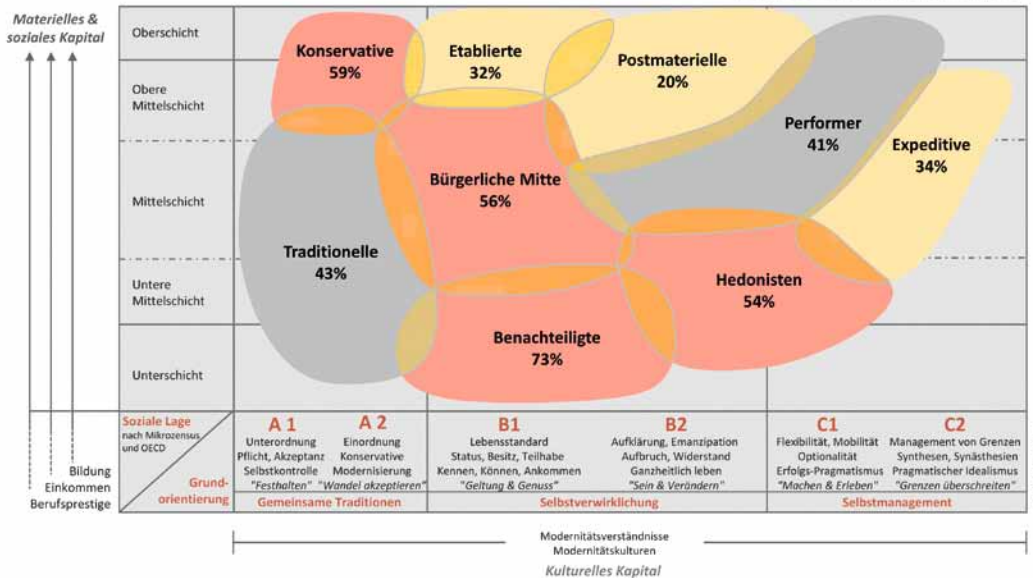 Materielles &
soziales Kapital
Oberschicht
Obere
Mittelschicht
Mittelschicht
Untere
Mittelschicht
Unterschicht
Konservative
59%
Etablierte
32%
Postmaterielle
20%
Performer
41%
Expeditive
34%
Bürgerliche Mitte
56%
Traditionelle
43%
Hedonisten
54%
Benachteiligte
73%
Soziale Lage
nach Mikrozensus
und OECD
Grund-
orientierung
Bildung
Einkommen
Berufsprestige
A 1
Unterordnung
Pflicht, Akzeptanz
Selbstkontrolle
"Festhalten"
A 2
Einordnung
Konservative
Modernisierung
"Wandel akzeptieren"
Gemeinsame Traditionen
B1
Lebensstandard
Status, Besitz, Teilhabe
Kennen, Können, Ankommen
"Geltung & Genuss"
B2
Aufklärung, Emanzipation
Aufbruch, Widerstand
Ganzheitlich leben
"Sein & Verändern"
Selbstverwirklichung
C1
Flexibilität, Mobilität
Optionalität
Erfolgs-Pragmatismus
"Machen & Erleben"
C2
Management von Grenzen
Synthesen, Synästhesien
Pragmatischer Idealismus
"Grenzen überschreiten"
Selbstmanagement
Modernitätsverständnisse
Modernitätskulturen
Kulturelles Kapital